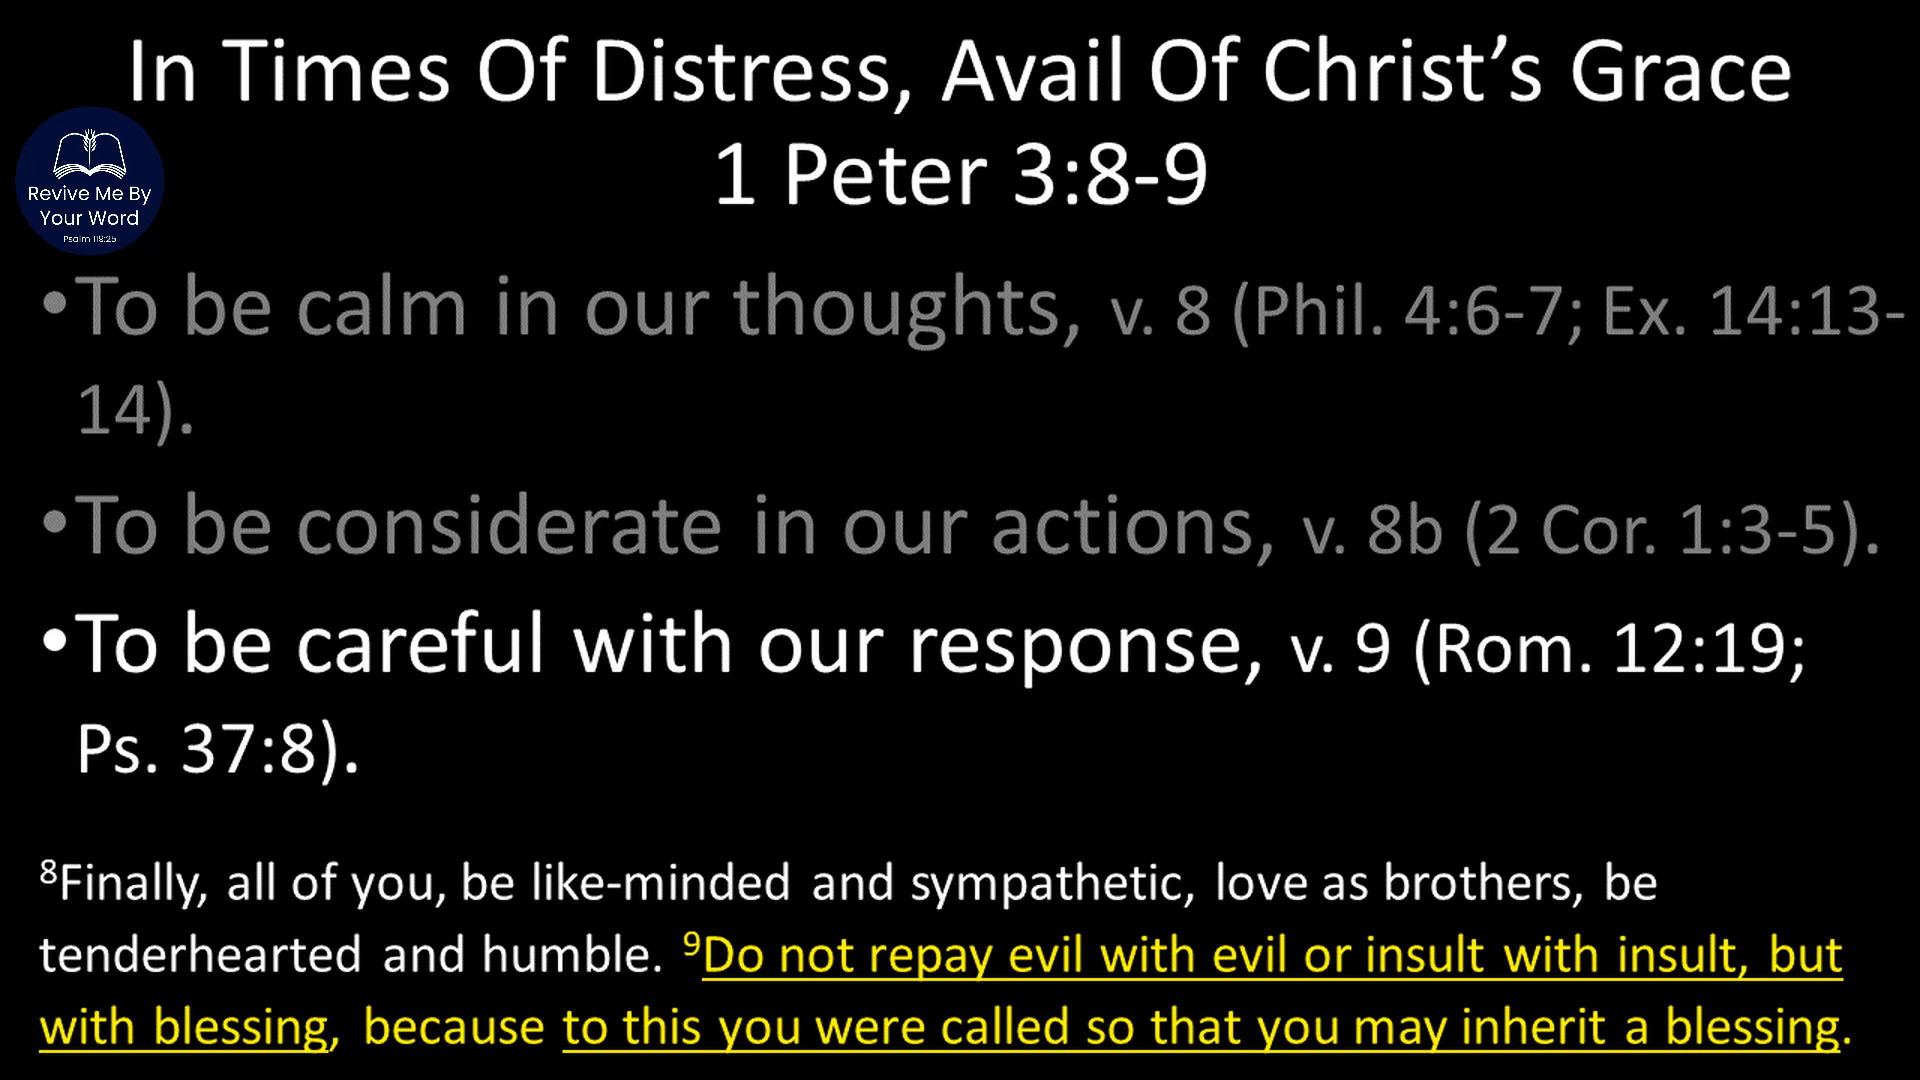 In Times Of Distress, Avail Of Christ’s Grace
1 Peter 3:8-9
Revive Me By
Your Word
Psalm 119:25
•To be calm in our thoughts, v. 8 (Phil. 4:6-7; Ex. 14:13-
14).
•To be considerate in our actions, v. 8b (2 Cor. 1:3-5).
•To be careful with our response, v. 9 (Rom. 12:19;
Ps. 37:8).
⁸Finally, all of you, be like-minded and sympathetic, love as brothers, be
tenderhearted and humble. ⁹Do not repay evil with evil or insult with insult, but
with blessing, because to this you were called so that you may inherit a blessing.